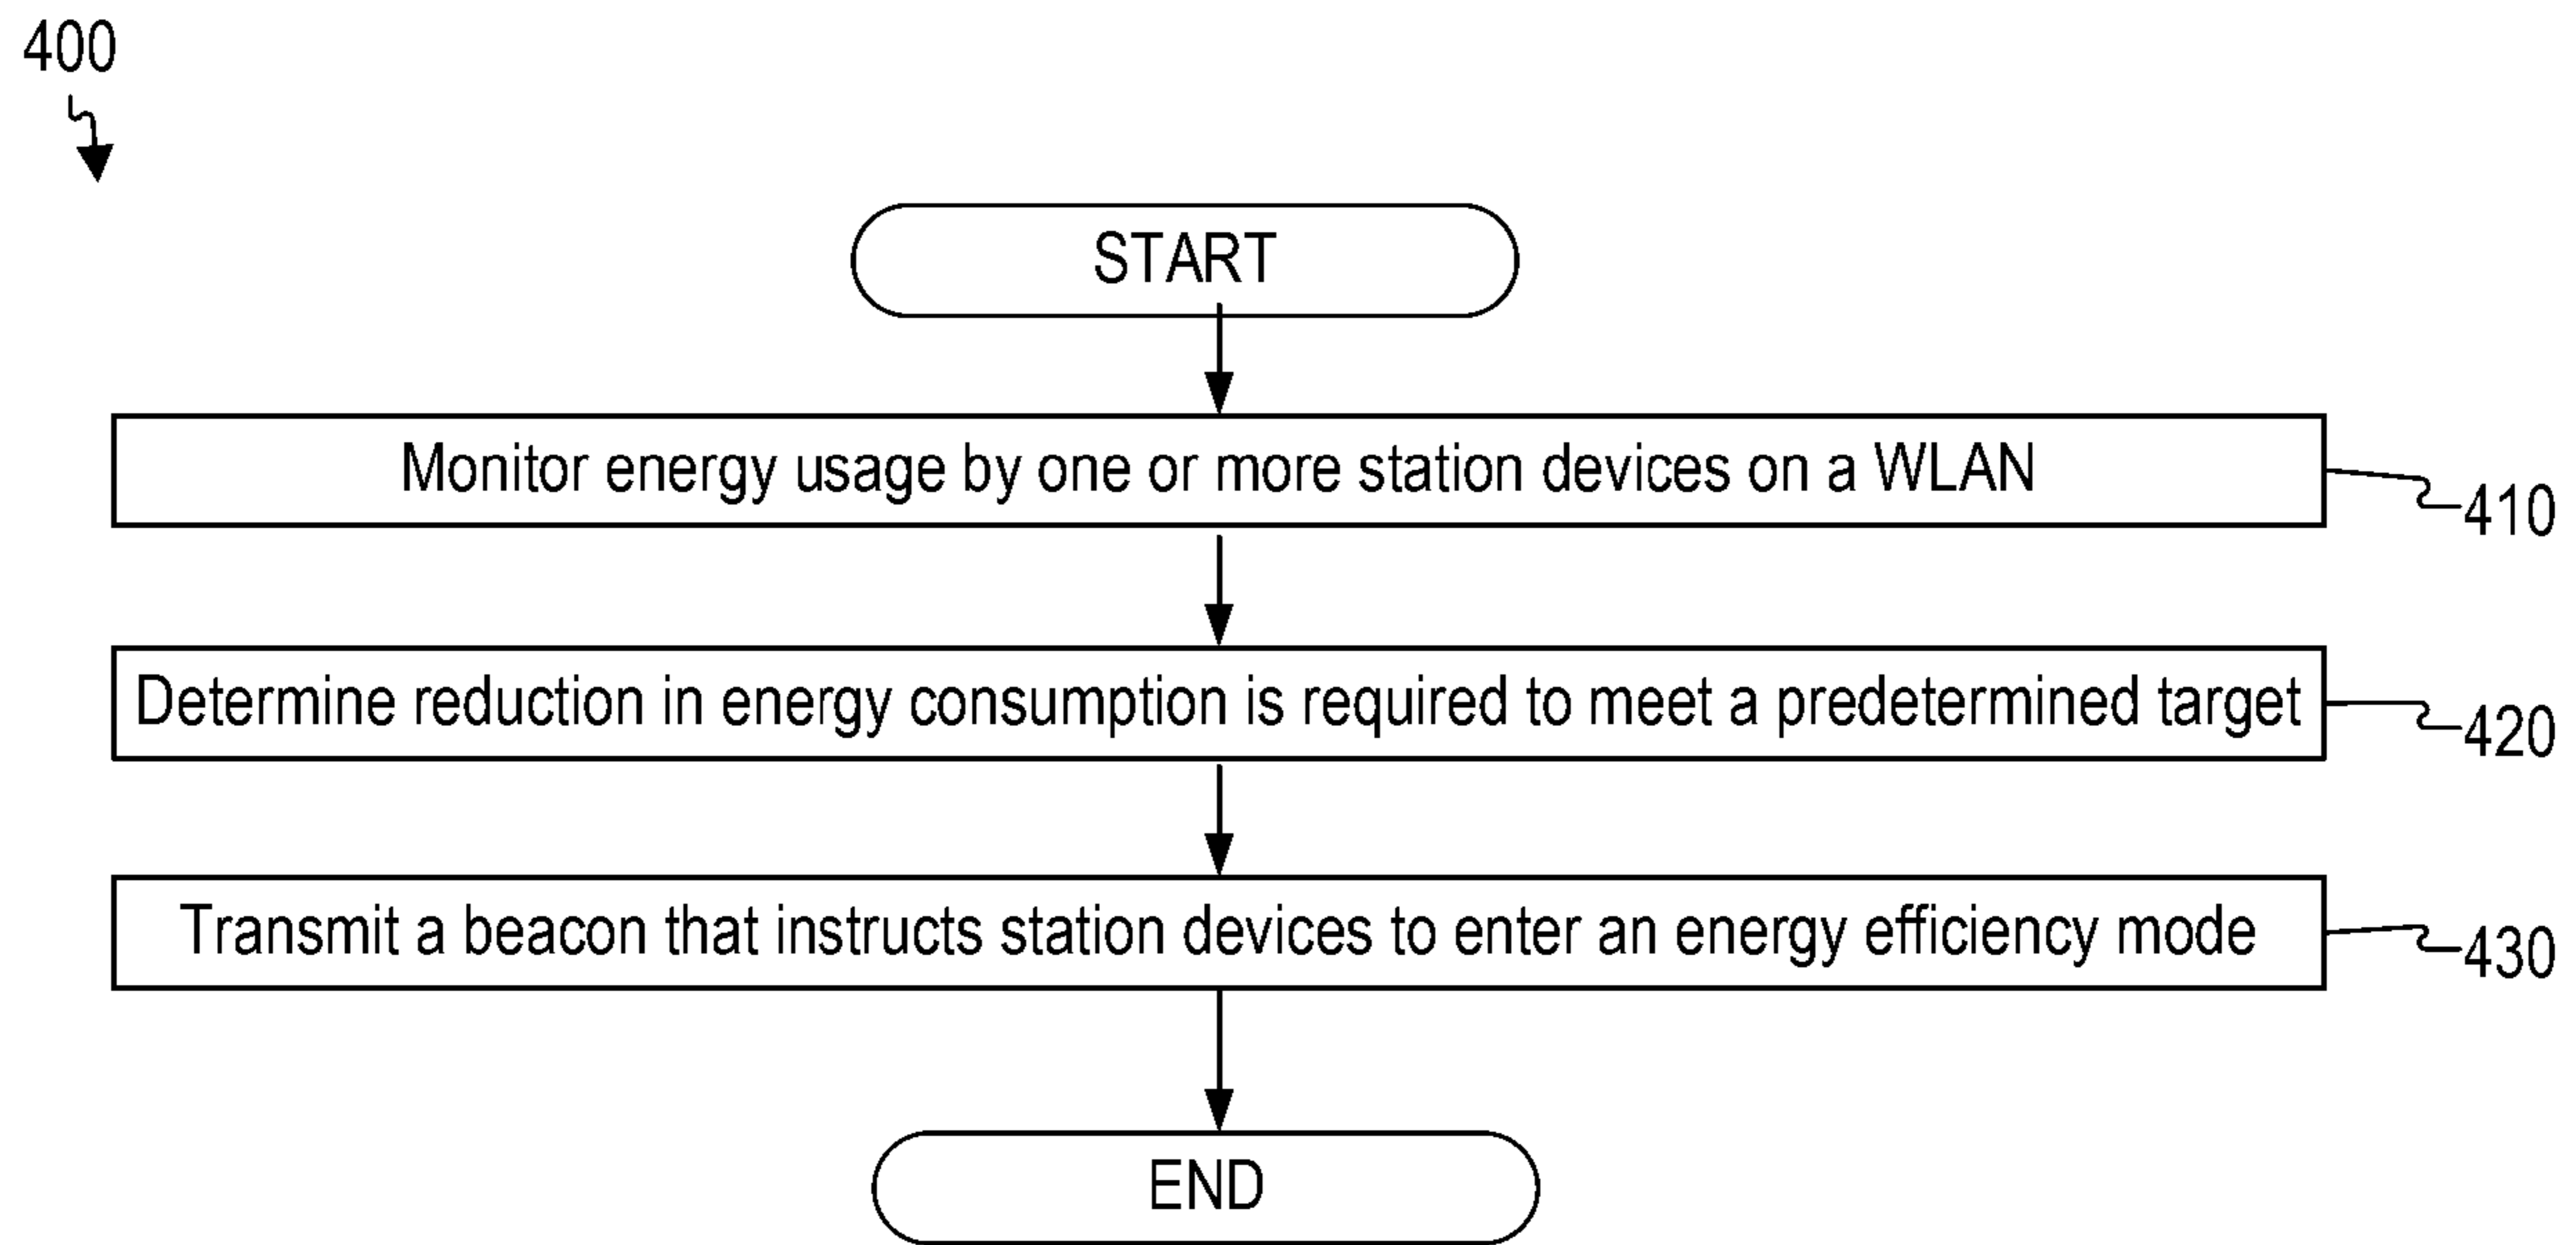 400
START
Monitor energy usage by one or more station devices on a WLAN
410
Determine reduction in energy consumption is required to meet a predetermined target
420
Transmit a beacon that instructs station devices to enter an energy efficiency mode
430
END